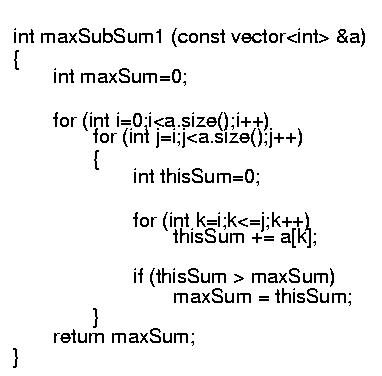 int maxSubSum1 (const vector<int> &a)
{
int maxSum=0;
for (int i=0;i<a.size();i++)
for (int j=i;j<a.size();j++)
{
int thisSum=0;
for (int k=i;k<=j;k++)
thisSum += a[k];
if (thisSum > maxSum)
maxSum = thisSum;
}
return maxSum;
}